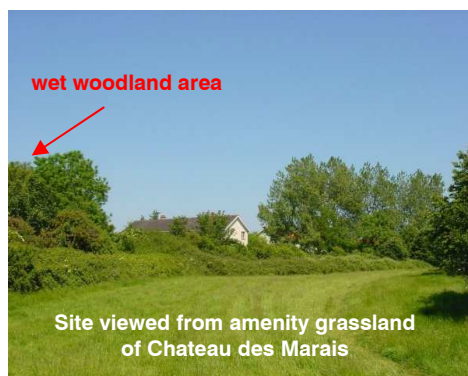 wet woodland area
Site viewed from amenity grassland
of Chateau des Marais